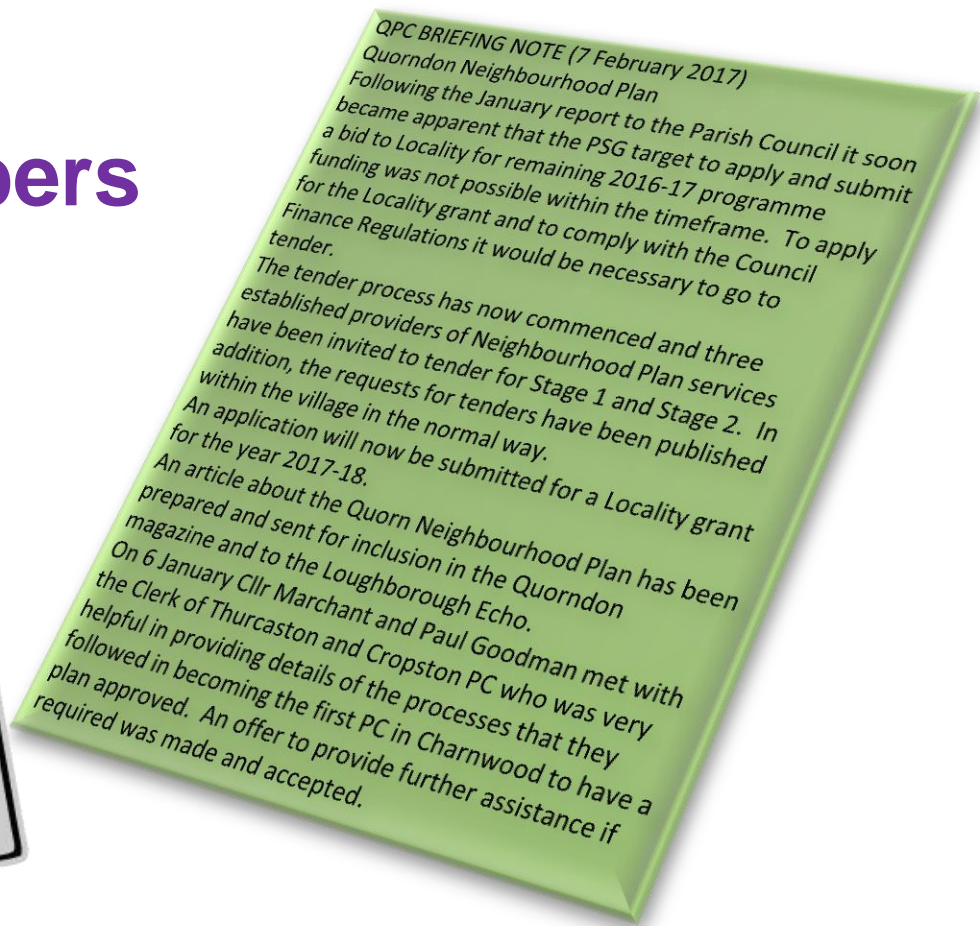 bers
QPC BRIEFING NOTE (7 February 2017)
Quorndon Neighbourhood Plan
Following the January report to the Parish Council it soon
became apparent that the PSG target to apply and submit
a bid to Locality for remaining 2016-17 programme
funding was not possible within the timeframe.  To apply
for the Locality grant and to comply with the Council
Finance Regulations it would be necessary to go to
tender.
The tender process has now commenced and three
established providers of Neighbourhood Plan services
have been invited to tender for Stage 1 and Stage 2.  In
addition, the requests for tenders have been published
within the village in the normal way.
An application will now be submitted for a Locality grant
for the year 2017-18.
An article about the Quorn Neighbourhood Plan has been
prepared and sent for inclusion in the Quorndon
magazine and to the Loughborough Echo.
On 6 January Cllr Marchant and Paul Goodman met with
the Clerk of Thurcaston and Cropston PC who was very
helpful in providing details of the processes that they
followed in becoming the first PC in Charnwood to have a
plan approved.  An offer to provide further assistance if
required was made and accepted.